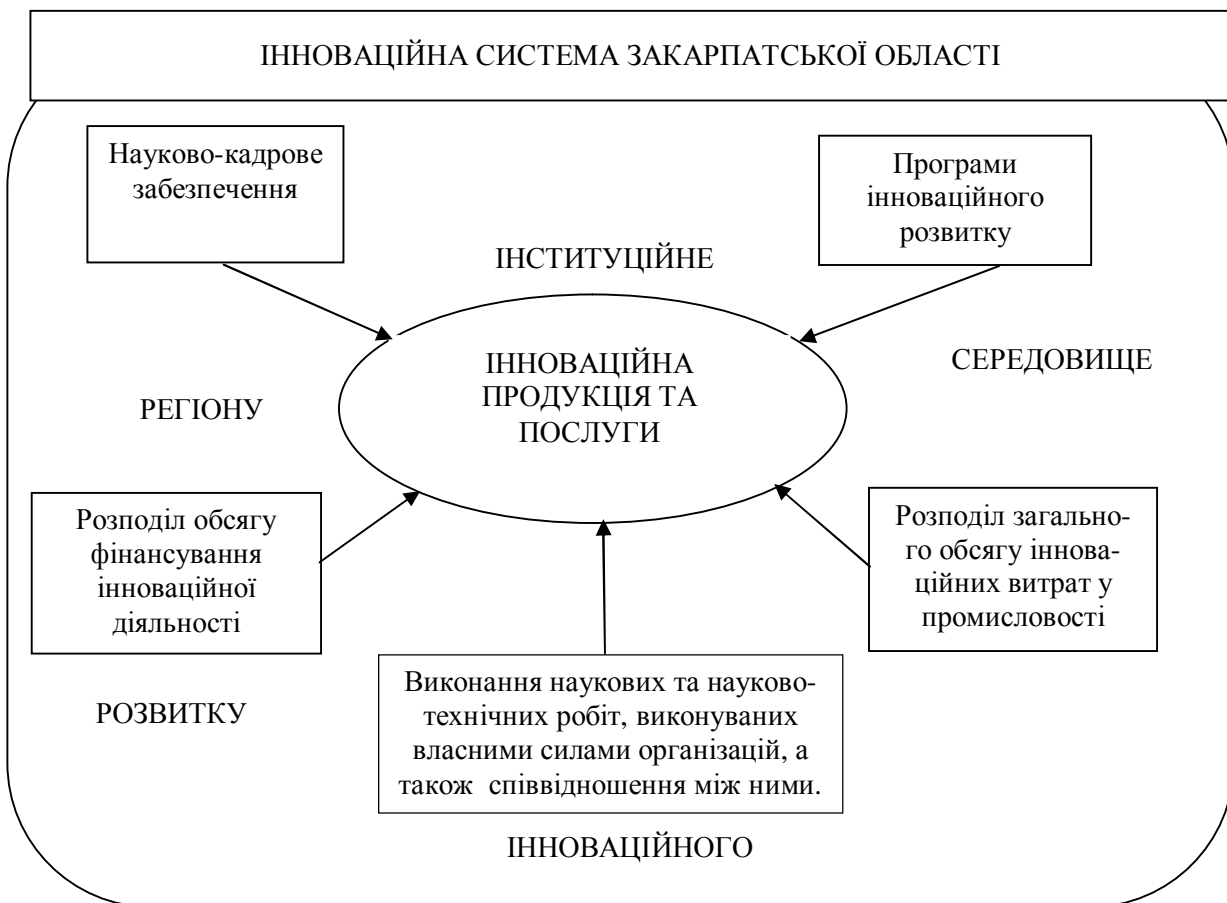 ІННОВАЦІЙНА СИСТЕМА ЗАКАРПАТСЬКОЇ ОБЛАСТІ
Науково-кадрове
забезпечення
Програми
інноваційного
розвитку
ІНСТИТУЦІЙНЕ
СЕРЕДОВИЩЕ
ІННОВАЦІЙНА
ПРОДУКЦІЯ ТА
ПОСЛУГИ
РЕГІОНУ
Розподіл обсягу
фінансування
інноваційної
діяльності
Розподіл загально-
го обсягу іннова-
ційних витрат у
промисловості
РОЗВИТКУ
Виконання наукових та науково-
технічних робіт, виконуваних
власними силами організацій, а
також співвідношення між ними.
ІННОВАЦІЙНОГО